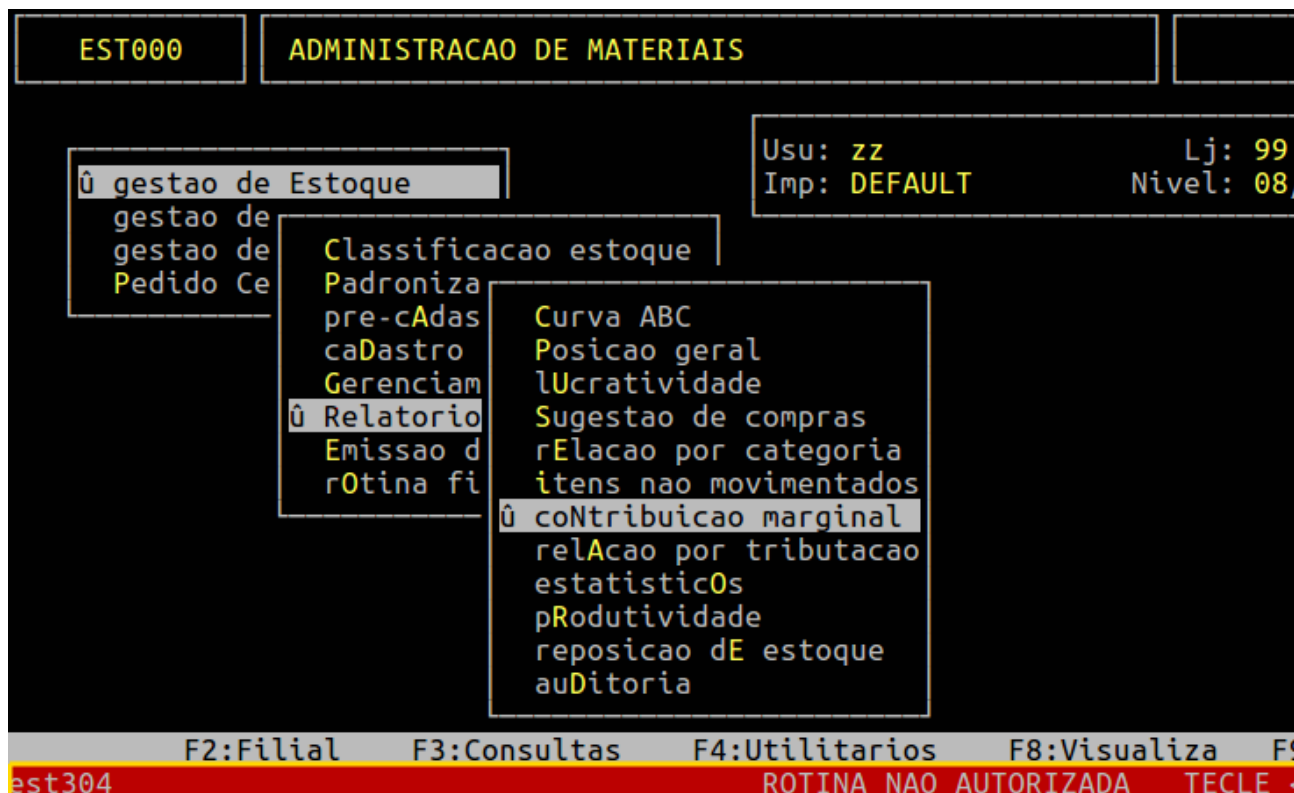 EST000 ADMINISTRACAO DE MATERIAIS
Usu: zz Lj: 99
Imp: DEFAULT Nivel: 08,
û gestao de Estoque
gestao de
gestao de
Pedido Ce
Classificacao estoque
Padroniza
pre-cAdas
caDastro
Gerenciam
û Relatorio
Emissao d
rOtina fi
Curva ABC
Posicao geral
lUcratividade
Sugestao de compras
rElacao por categoria
itens nao movimentados
û coNtribuicao marginal
relAcao por tributacao
estatisticOs
pRodutividade
reposicao dE estoque
auDitoria
F2:Filial F3:Consultas F4:Utilitarios F8:Visualiza
est304 ROTINA NAO AUTORIZADA TECLE